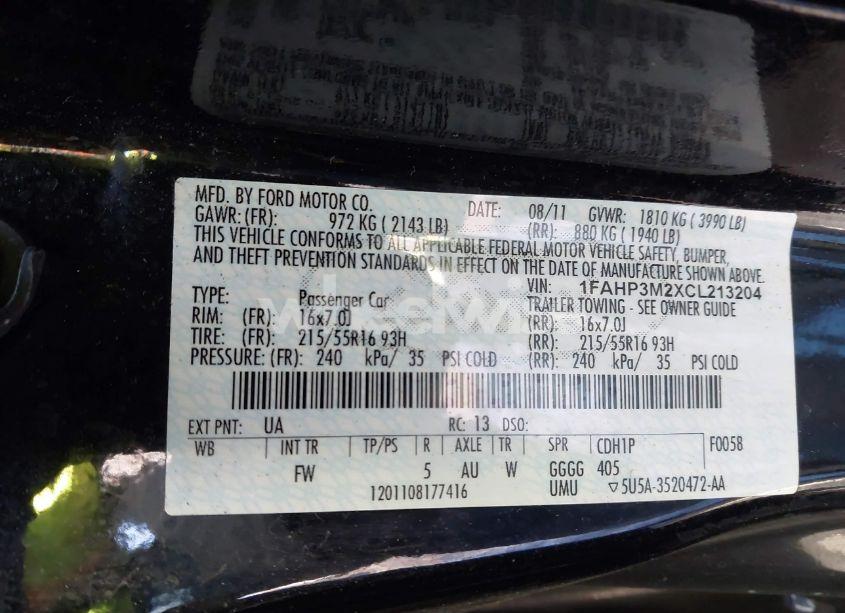 MFD. BY FORD MOTOR CO. DATE: 08/11 GVWR: 1810 KG ( 3990 LB)
GAWR: (FR): 972 KG ( 2143 LB) (RR): 880 KG ( 1940 LB)
THIS VEHICLE CONFORMS TO ALL APPLICABLE FEDERAL MOTOR VEHICLE SAFETY, BUMPER,
AND THEFT PREVENTION STANDARDS IN EFFECT ON THE DATE OF MANUFACTURE SHOWN ABOVE.
VIN: 1FAHP3M2XCL213204
TYPE: Passenger Car TRAILER TOWING - SEE OWNER GUIDE
RIM: (FR): 16x7.0J (RR): 16x7.0J
TIRE: (FR): 215/55R16 93H (RR): 215/55R16 93H
PRESSURE: (FR): 240 kPa/ 35 PSI COLD (RR): 240 kPa/ 35 PSI COLD
EXT PNT: UA RC: 13 DSO:
WB INT TR TP/PS R AXLE TR SPR CDH1P F0058
FW 5 AU W GGGG 405
1201108177416 UMU ▽5U5A-3520472-AA